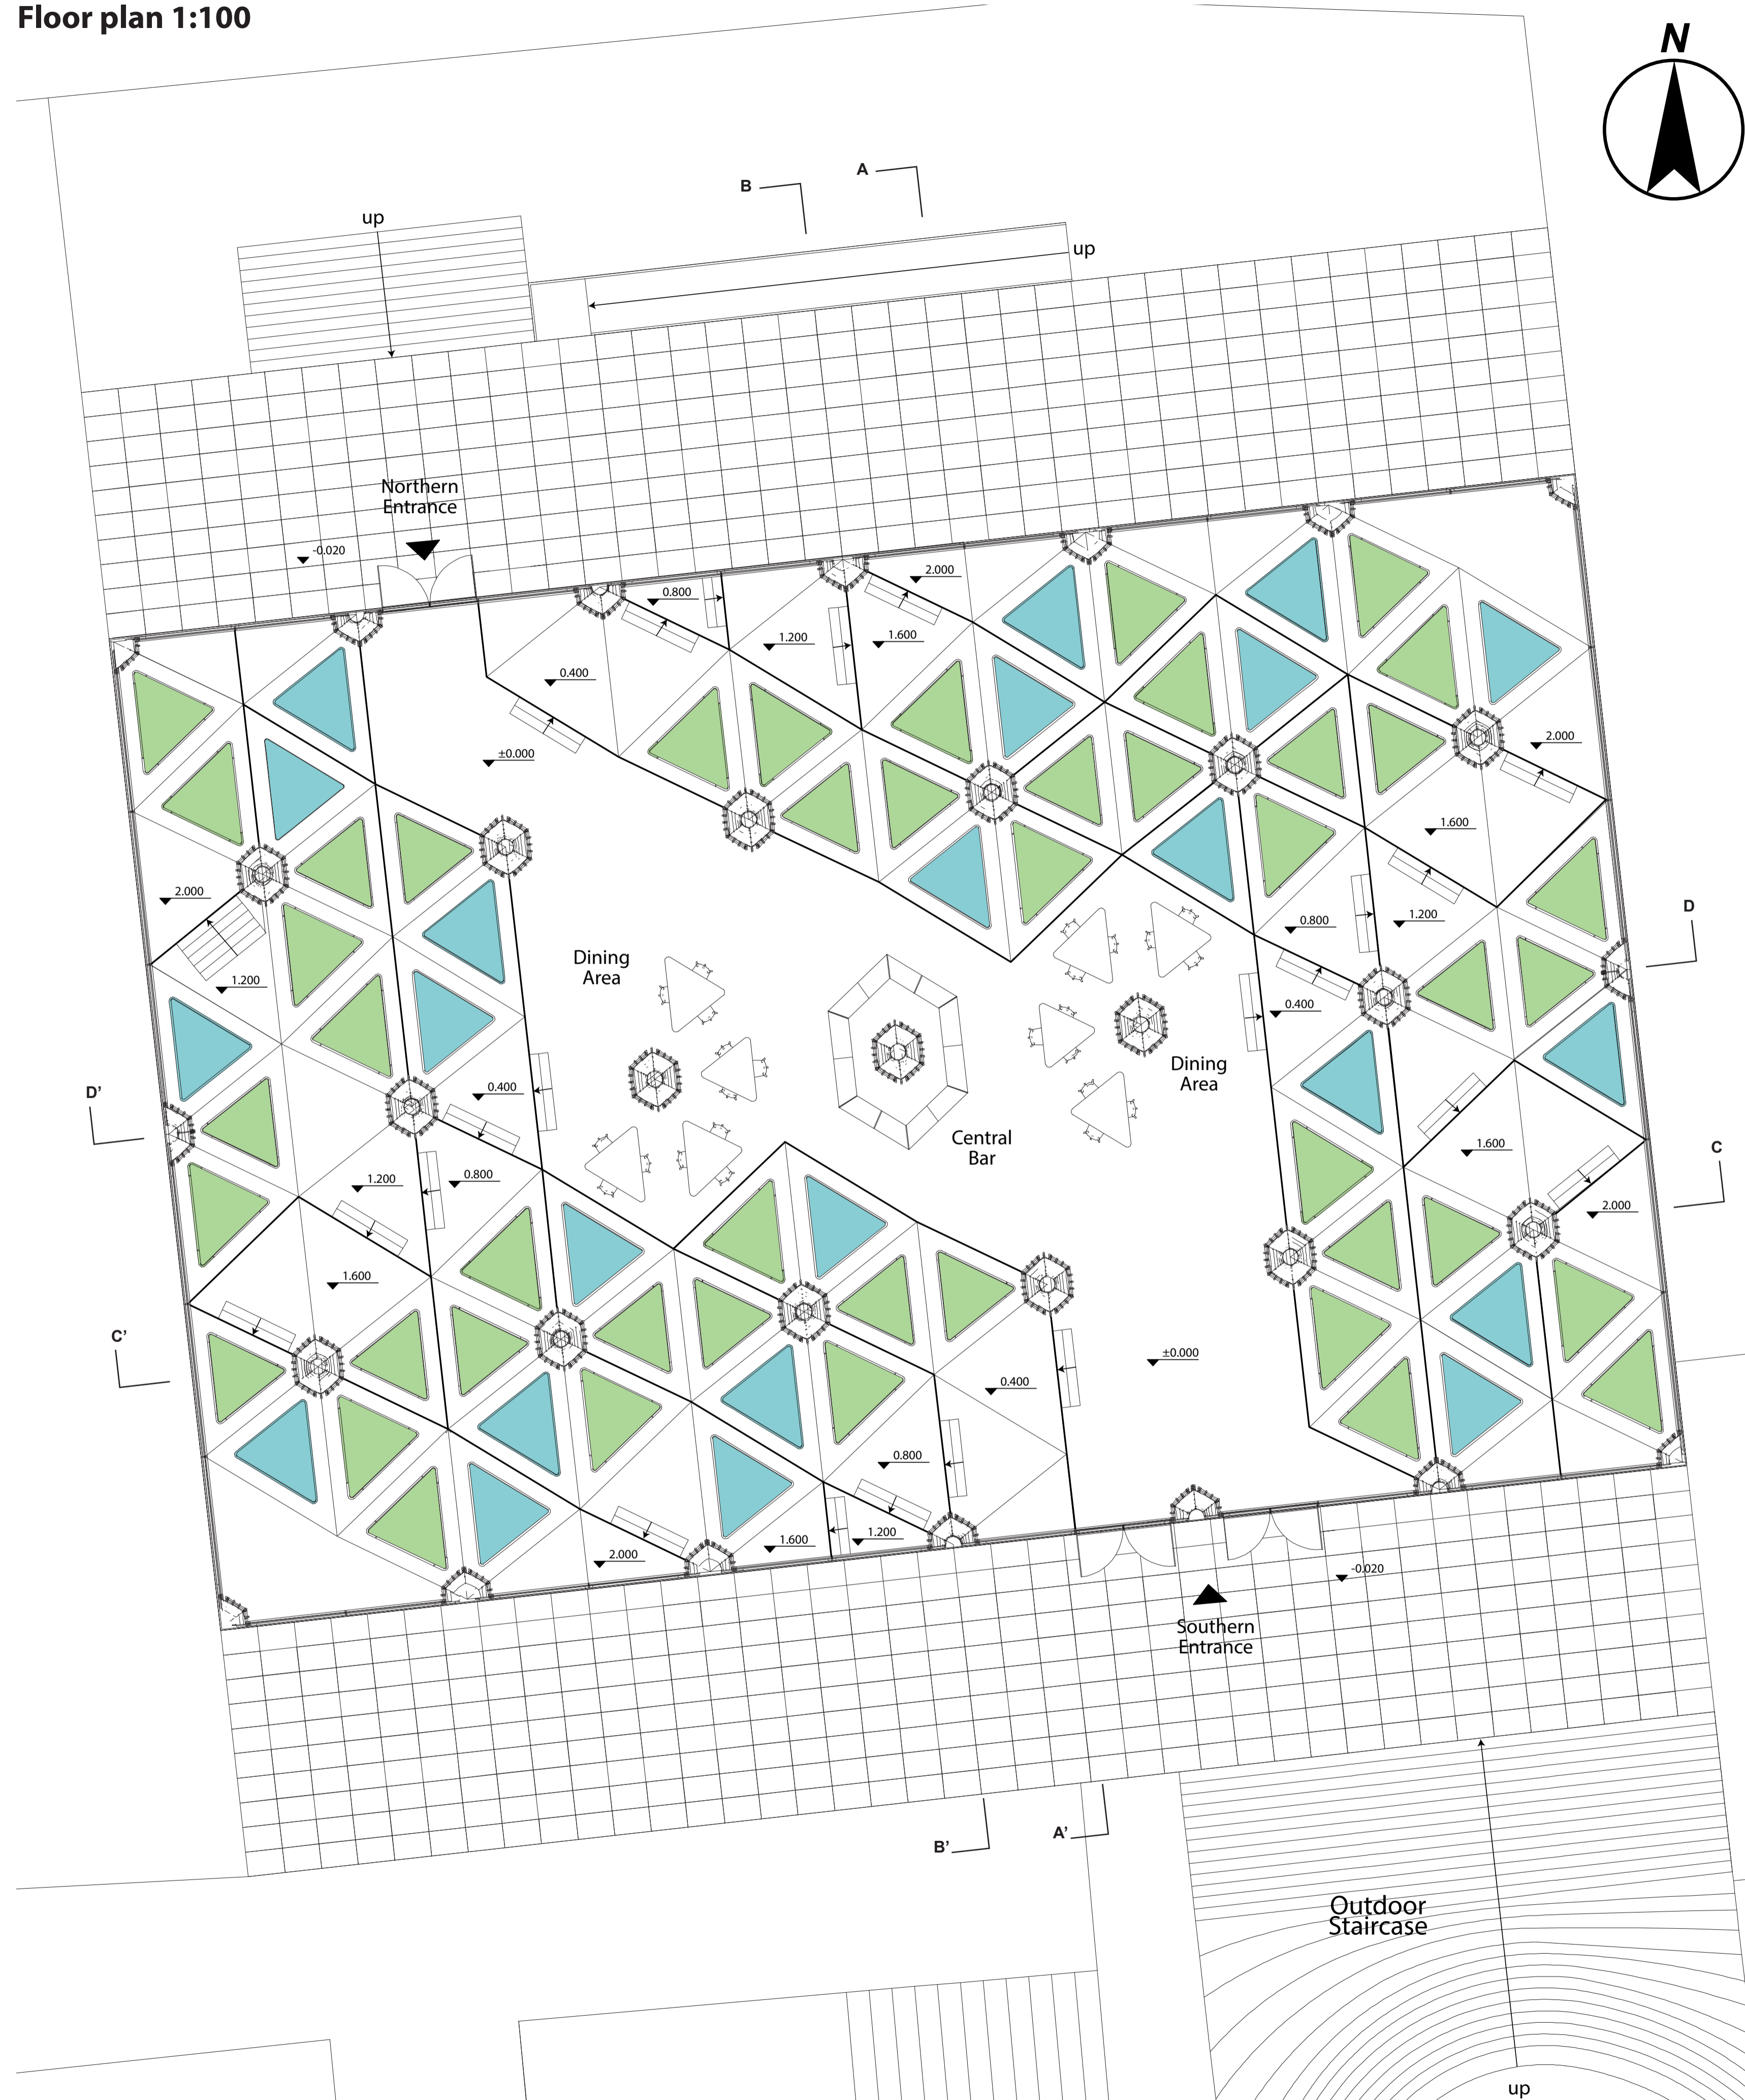 Floor plan 1:100
N
A
B
up
up
Northern
Entrance
-0.020
2.000
0.800
1.200
1.600
0.400
±0.000
2.000
1.600
2.000
D
0.800
1.200
Dining
Area
1.200
0.400
Dining
Area
0.400
D’
Central
Bar
C
1.600
1.200
0.800
2.000
1.600
±0.000
C’
0.400
0.800
1.600
1.200
2.000
-0.020
Southern
Entrance
A’
B’
Outdoor
Staircase
up